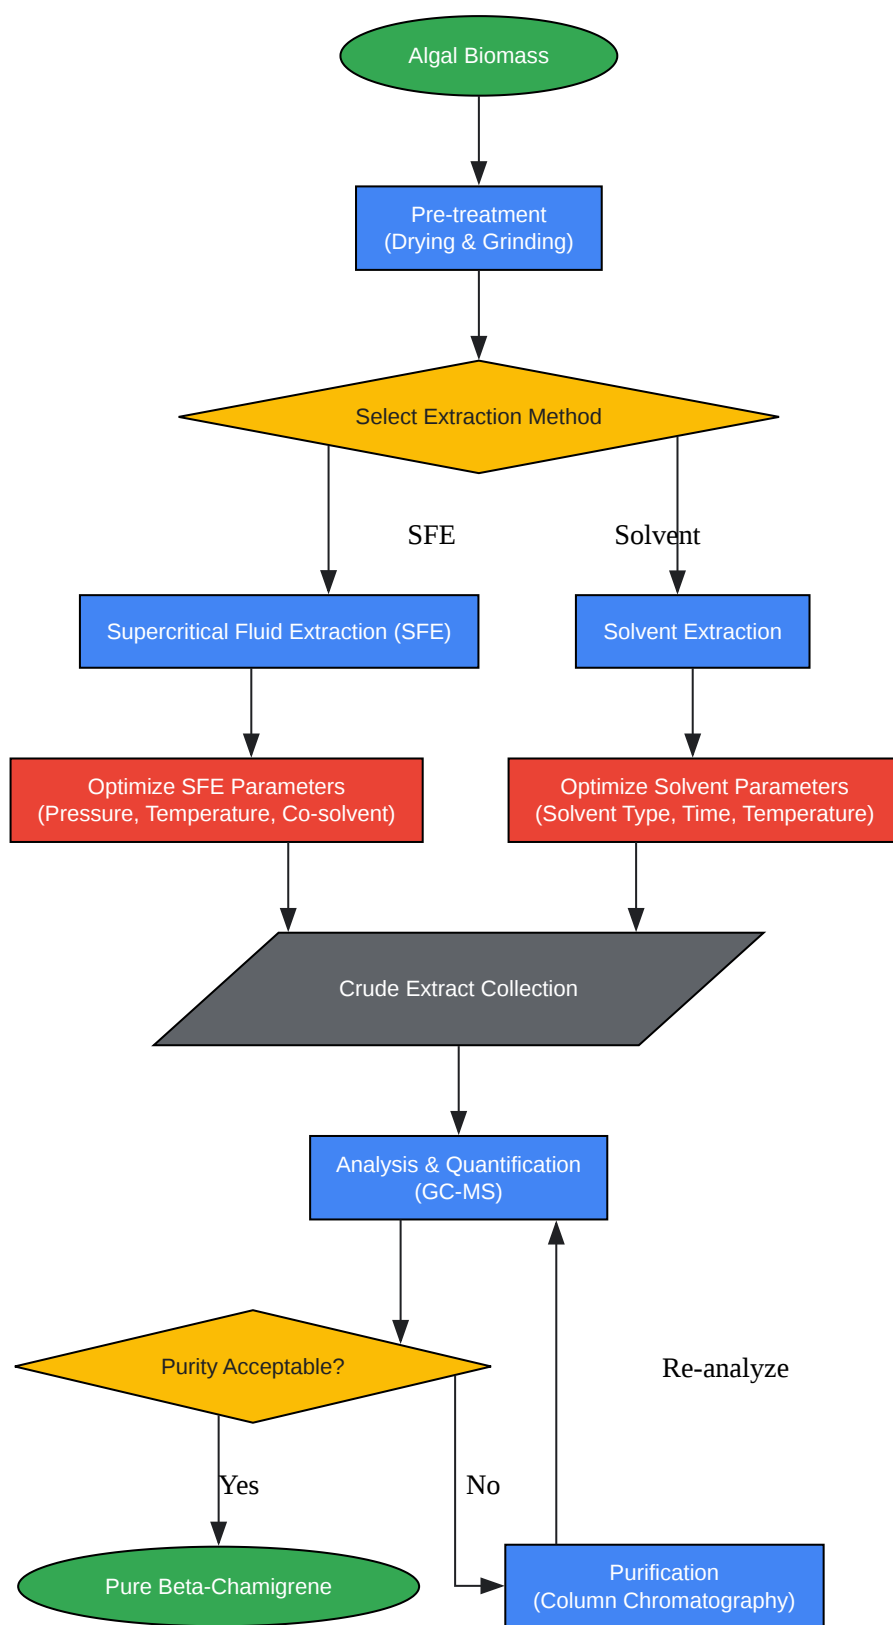 Algal Biomass
Pre-treatment
(Drying & Grinding)
Select Extraction Method
SFE
Solvent
Supercritical Fluid Extraction (SFE)
Solvent Extraction
Optimize SFE Parameters
(Pressure, Temperature, Co-solvent)
Optimize Solvent Parameters
(Solvent Type, Time, Temperature)
Crude Extract Collection
Analysis & Quantification
(GC-MS)
Purity Acceptable?
Re-analyze
Yes
No
Pure Beta-Chamigrene
Purification
(Column Chromatography)